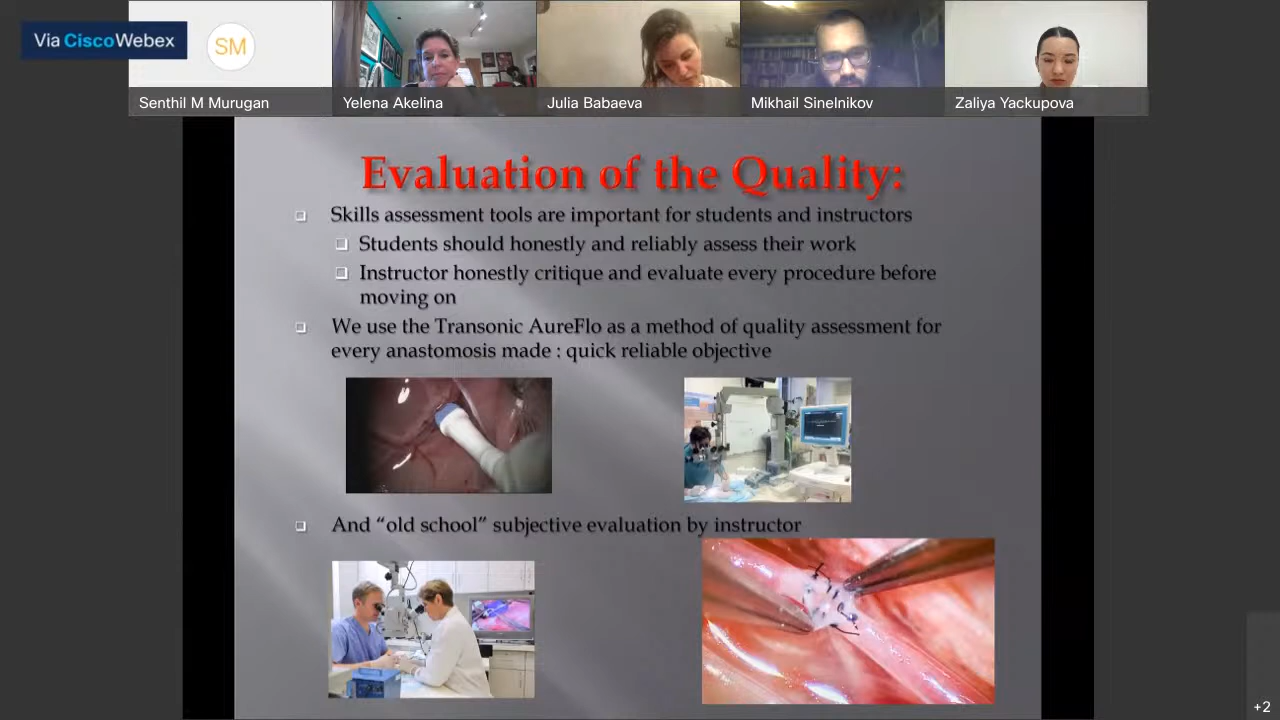 Via Cisco Webex
SM
Senthil M Murugan
Yelena Akelina
Julia Babaeva
Mikhail Sinelnikov
Zaliya Yackupova
Evaluation of the Quality:
Skills assessment tools are important for students and instructors
Students should honestly and reliably assess their work
Instructor honestly critique and evaluate every procedure before
moving on
We use the Transonic AureFlo as a method of quality assessment for
every anastomosis made : quick reliable objective
And “old school” subjective evaluation by instructor
+2